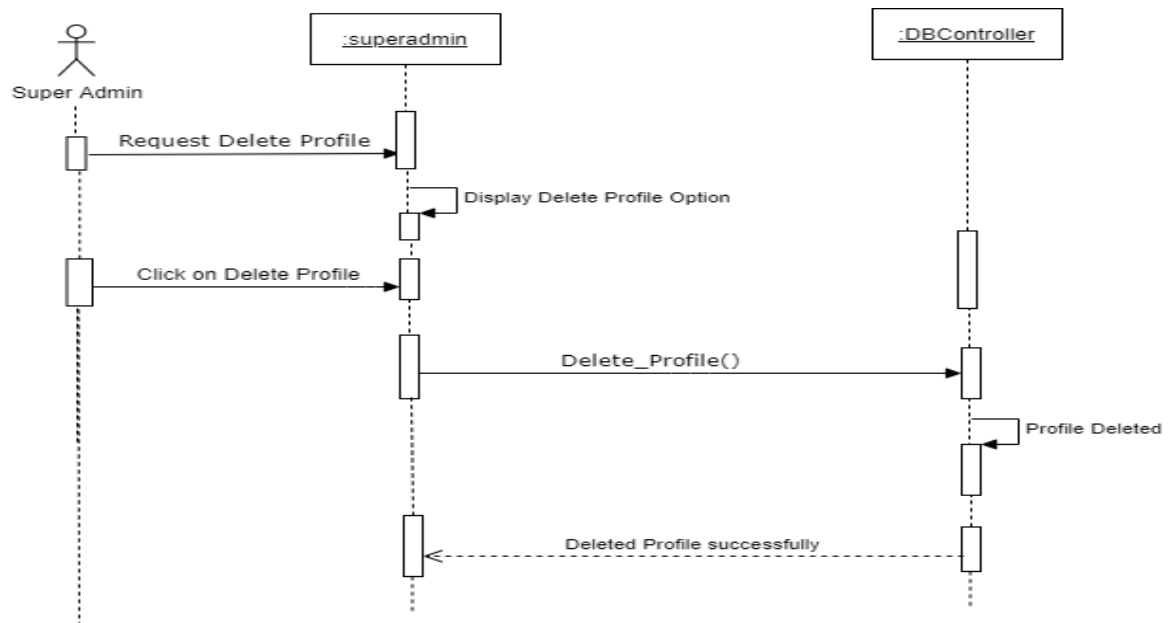 :superadmin
:DBController
Super Admin
Request Delete Profile
Display Delete Profile Option
Click on Delete Profile
Delete_Profile()
Profile Deleted
Deleted Profile successfully